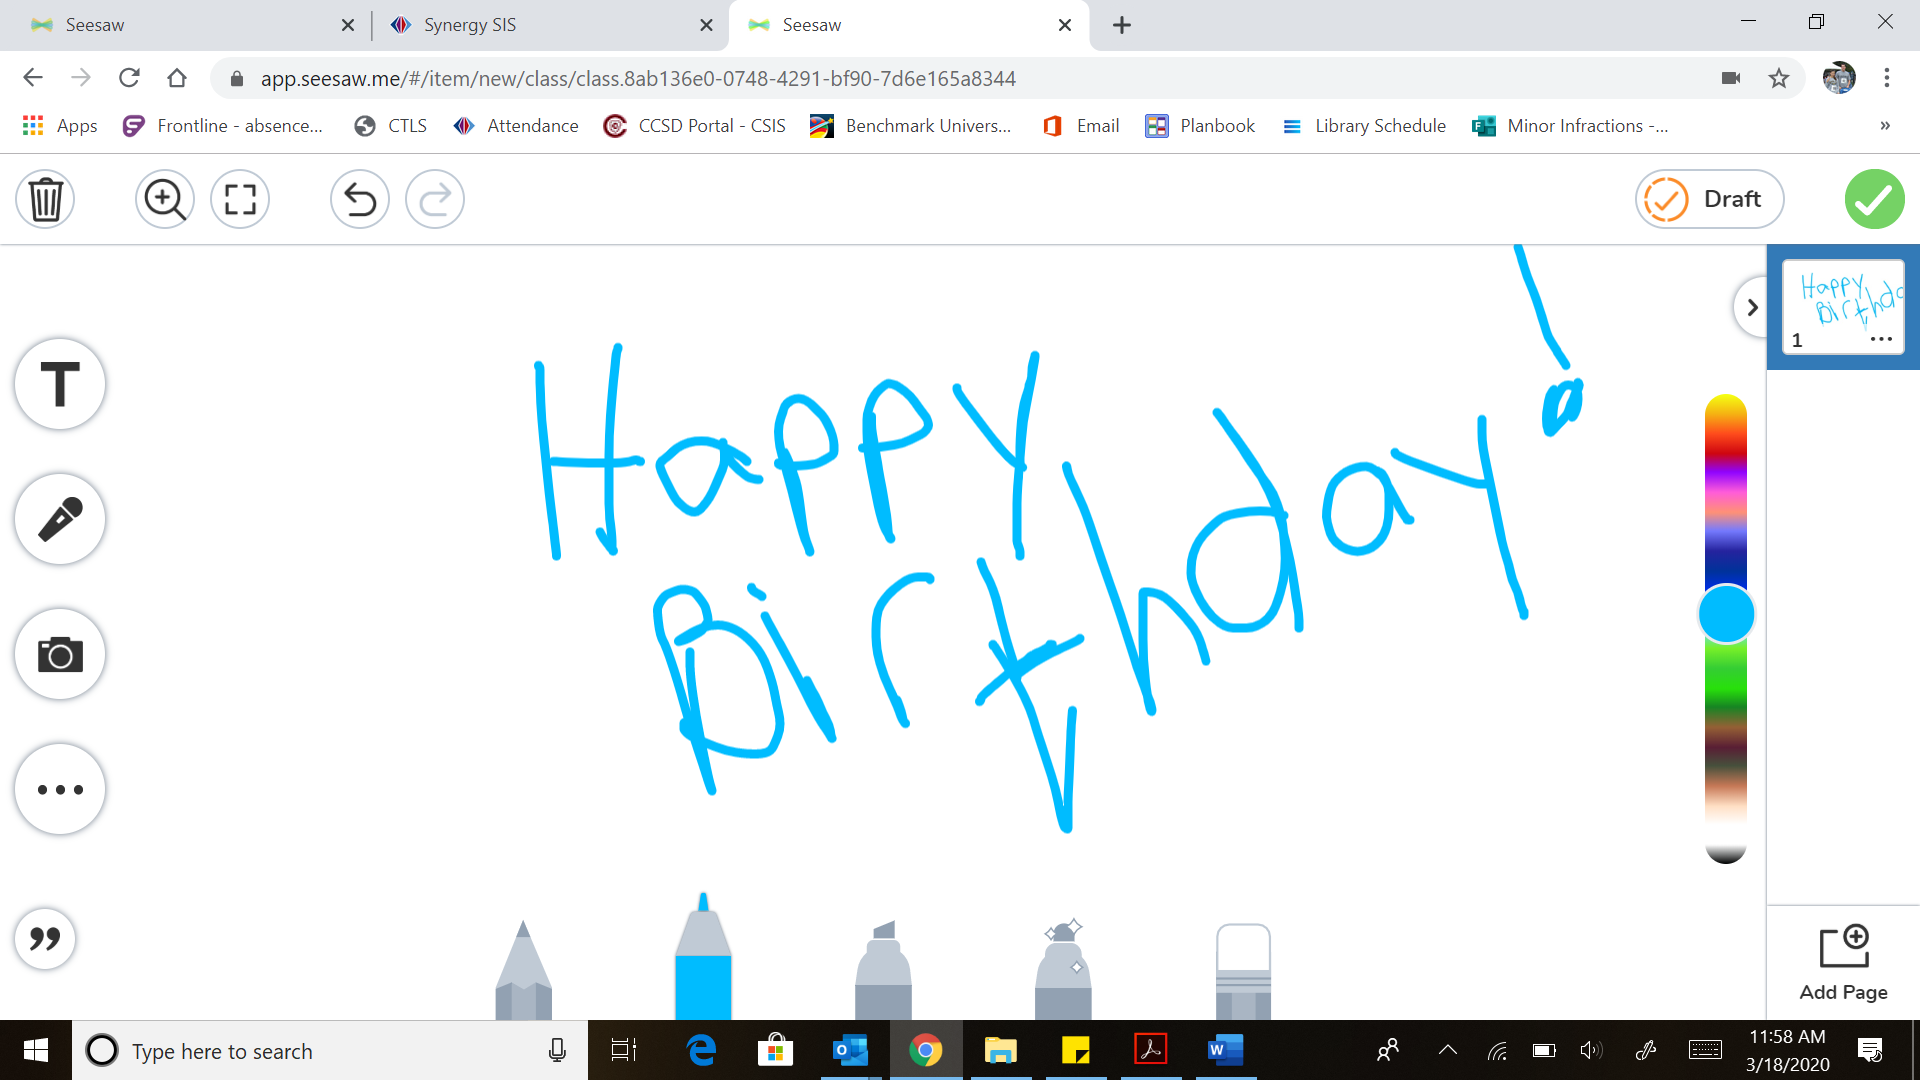 Seesaw Synergy SIS Seesaw
app.seesaw.me/#/item/new/class/class.8ab136e0-0748-4291-bf90-7d6e165a8344
Apps Frontline - absence... CTLS Attendance CCSD Portal - CSIS Benchmark Univers... Email Planbook Library Schedule Minor Infractions -... »
Draft
Happy
Birthday!
T
Happy
Birthda
1 ...
Add Page
Type here to search
11:58 AM
3/18/2020